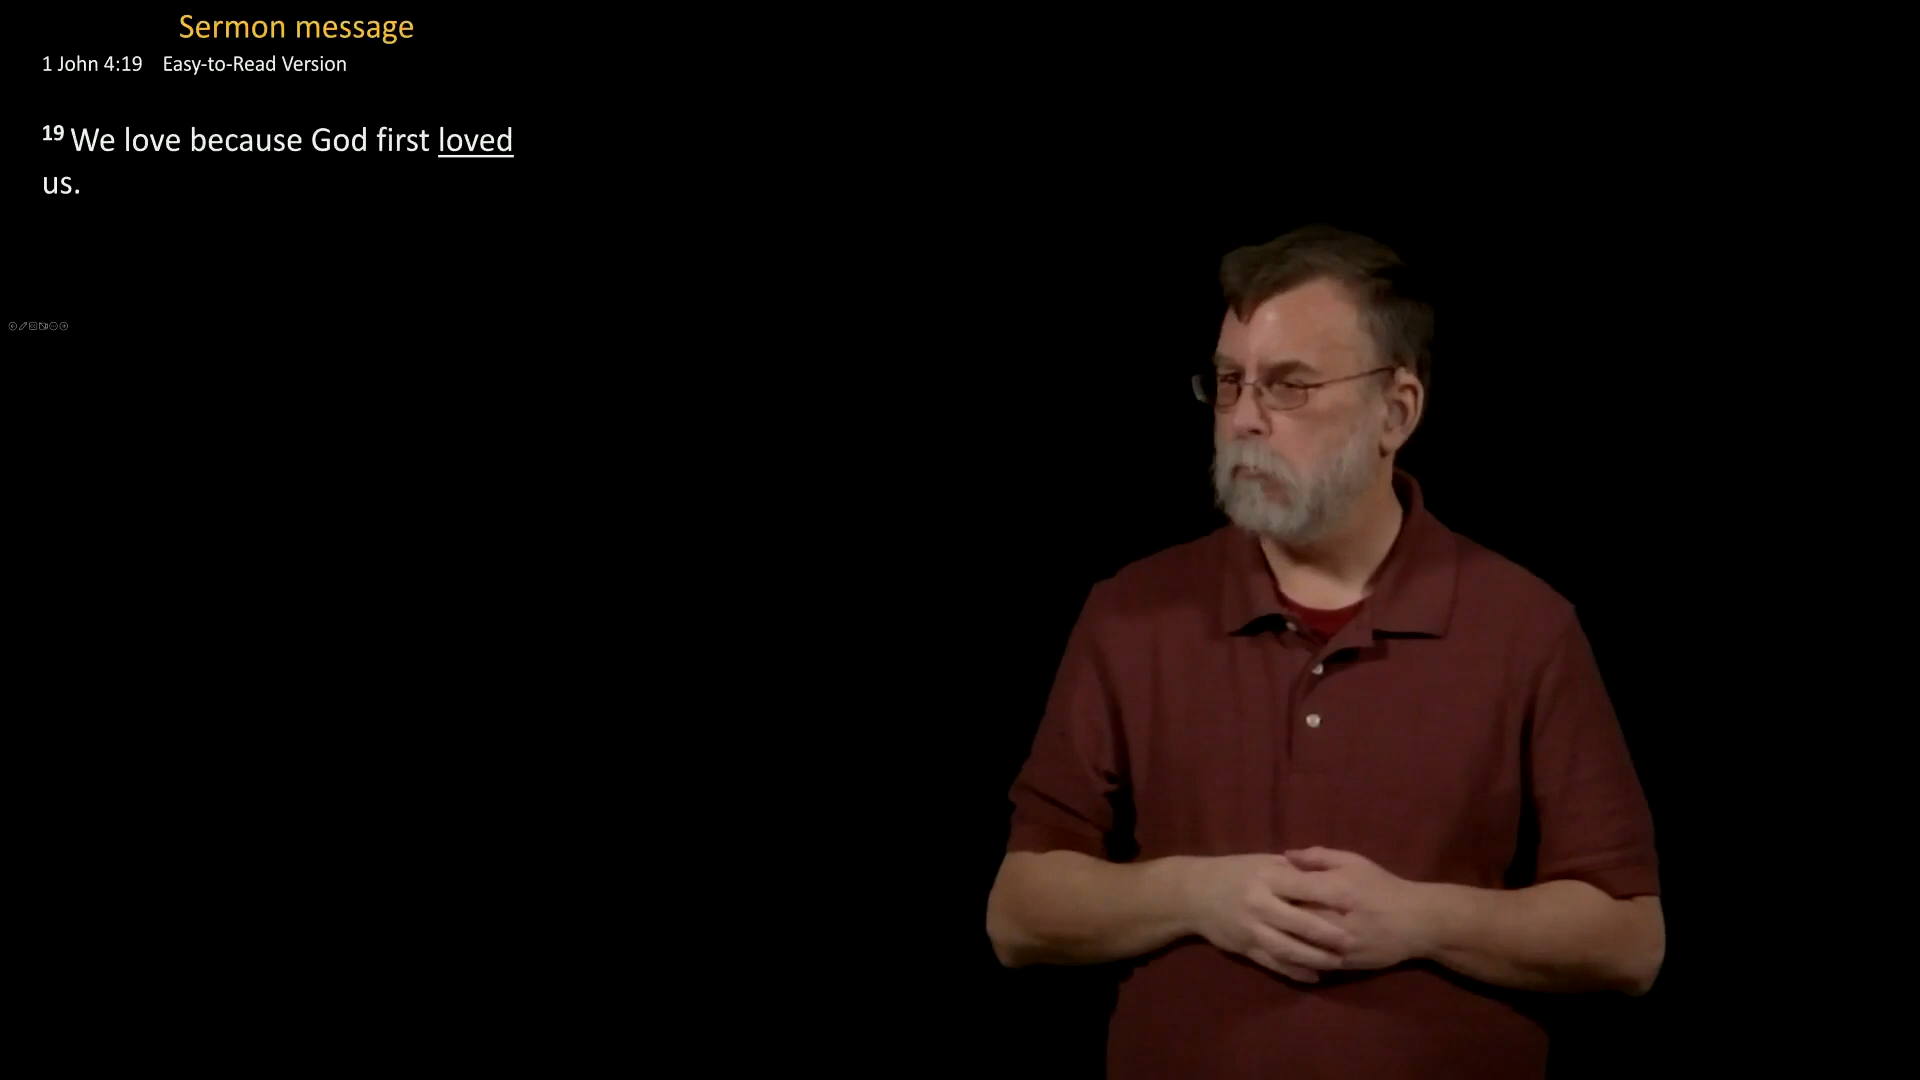 Sermon message
1 John 4:19 Easy-to-Read Version
19 We love because God first loved
us.